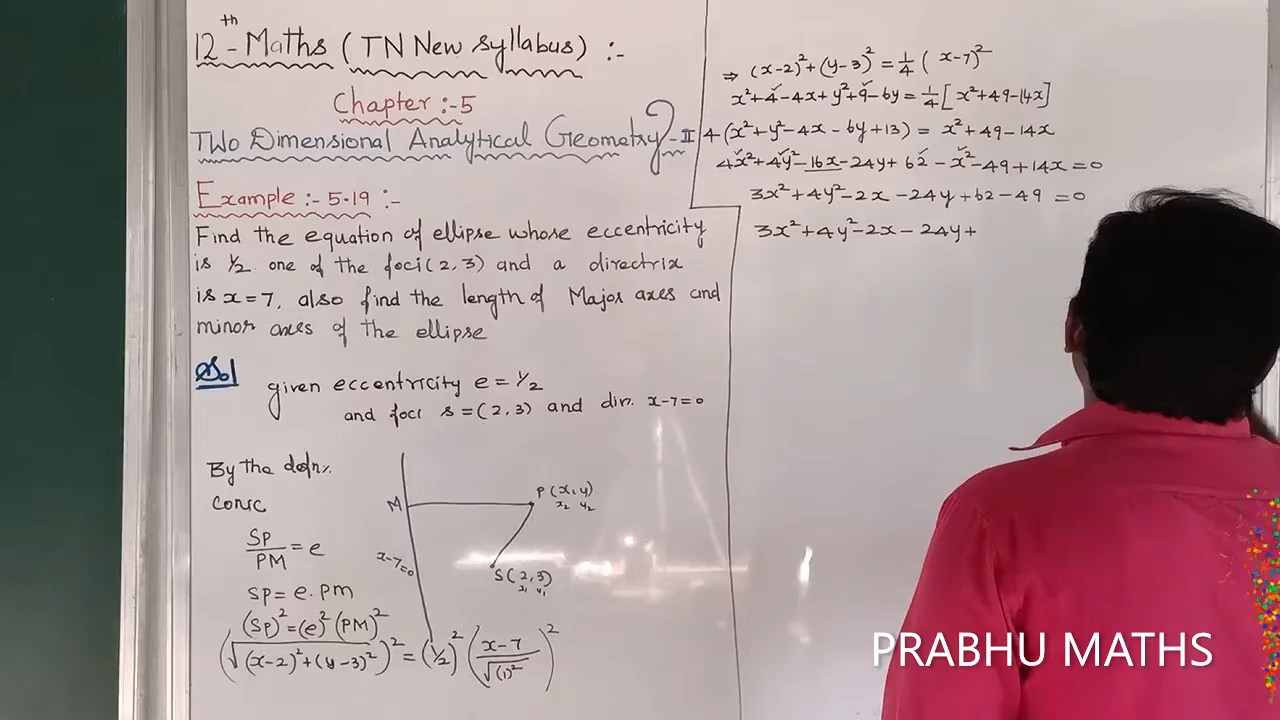 12th - Maths (TN New Syllabus) :-
Chapter :- 5
TWO Dimensional Analytical Geometry - II
Example :- 5.19 :-
Find the equation of ellipse whose eccentricity
is 1/2. one of the foci (2, 3) and a directrix
is x = 7, also find the length of Major axes and
minor axes of the ellipse
Sol
given eccentricity e = 1/2
and foci s = (2, 3) and dir. x-7=0
By the defn.
conic
SP/PM = e
SP = e. PM
(SP)² = (e)² (PM)²
(√(x-2)²+(y-3)²)² = (1/2)² (x-7/√(1)²)²
M
P (x, y)
x₂ y₂
x-7=0
S (2, 3)
x₁ y₁
⇒ (x-2)²+(y-3)² = 1/4 (x-7)²
x²+4-4x+y²+9-6y = 1/4 [x²+49-14x]
4(x²+y²-4x-6y+13) = x²+49-14x
4x²+4y²-16x-24y+62-x²-49+14x=0
3x²+4y²-2x-24y+62-49=0
3x²+4y²-2x-24y+
PRABHU MATHS